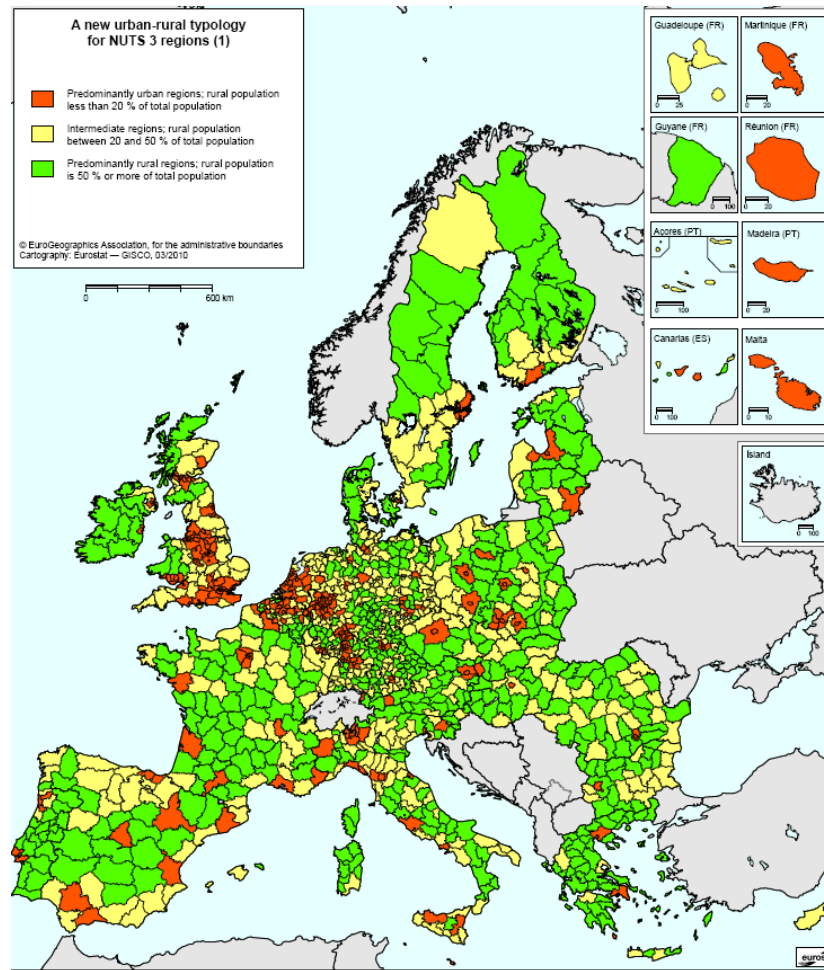 A new urban-rural typology
for NUTS 3 regions (1)
Predominantly urban regions; rural population
less than 20 % of total population
Intermediate regions; rural population
between 20 and 50 % of total population
Predominantly rural regions; rural population
is 50 % or more of total population
© EuroGeographics Association, for the administrative boundaries
Cartography: Eurostat — GISCO, 03/2010
0 600 km
Guadeloupe (FR)
0 25
Martinique (FR)
0 20
Guyane (FR)
0 100
Réunion (FR)
0 20
Açores (PT)
0 100
Madeira (PT)
0 20
Canarias (ES)
0 100
Malta
0 10
Ísland
0 100
euros